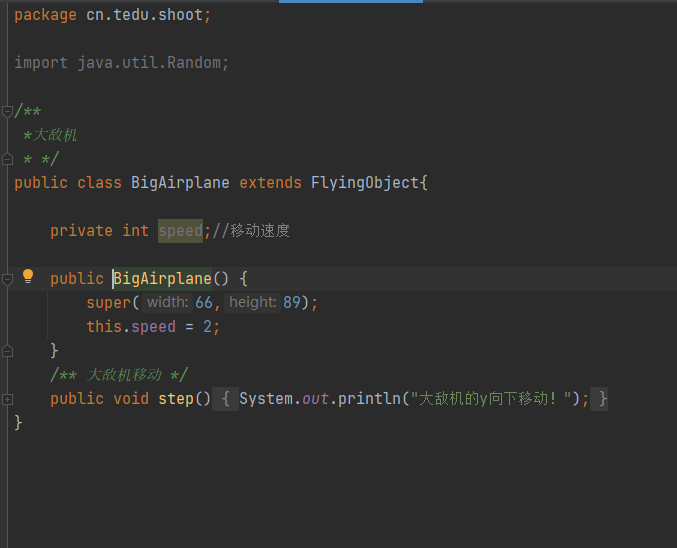 package cn.tedu.shoot;
import java.util.Random;
/**
*大敌机
* */
public class BigAirplane extends FlyingObject{
private int speed;//移动速度
public BigAirplane() {
super( width: 66, height: 89);
this.speed = 2;
}
/** 大敌机移动 */
public void step() { System.out.println("大敌机的y向下移动！"); }
}